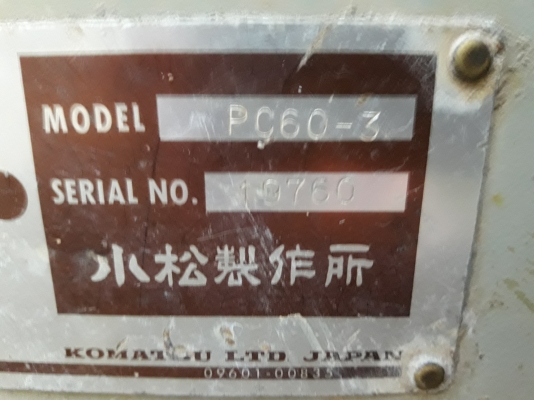 MODEL PC60-3
SERIAL NO. 19760
小松製作所
KOMATSU LTD JAPAN
09601-00835